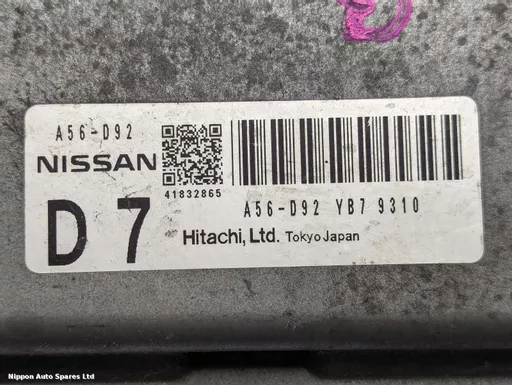 A56-D92
NISSAN
41832865
D 7
A56-D92 YB7 9310
Hitachi, Ltd. Tokyo Japan
Nippon Auto Spares Ltd